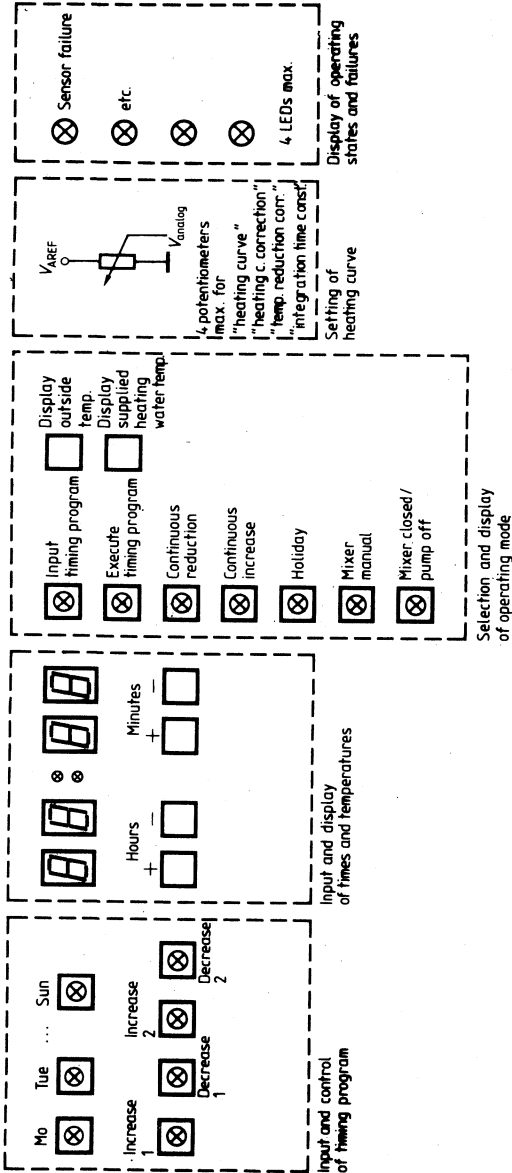 Mo Tue ... Sun
Increase
1
Decrease
1
Increase
2
Decrease
2
Input and control
of timing program
Hours
+ −
Minutes
+ −
Input and display
of times and temperatures
Input
timing program
Execute
timing program
Continuous
reduction
Continuous
increase
Holiday
Mixer
manual
Mixer closed/
pump off
Display
outside
temp.
Display
supplied
heating
water temp.
Selection and display
of operating mode
VAREF
Vanalog
4 potentiometers
max. for
"heating curve"
"heating c. correction"
"temp. reduction corr."
"integration time const."
Setting of
heating curve
Sensor failure
etc.
4 LEDs max.
Display of operating
states and failures